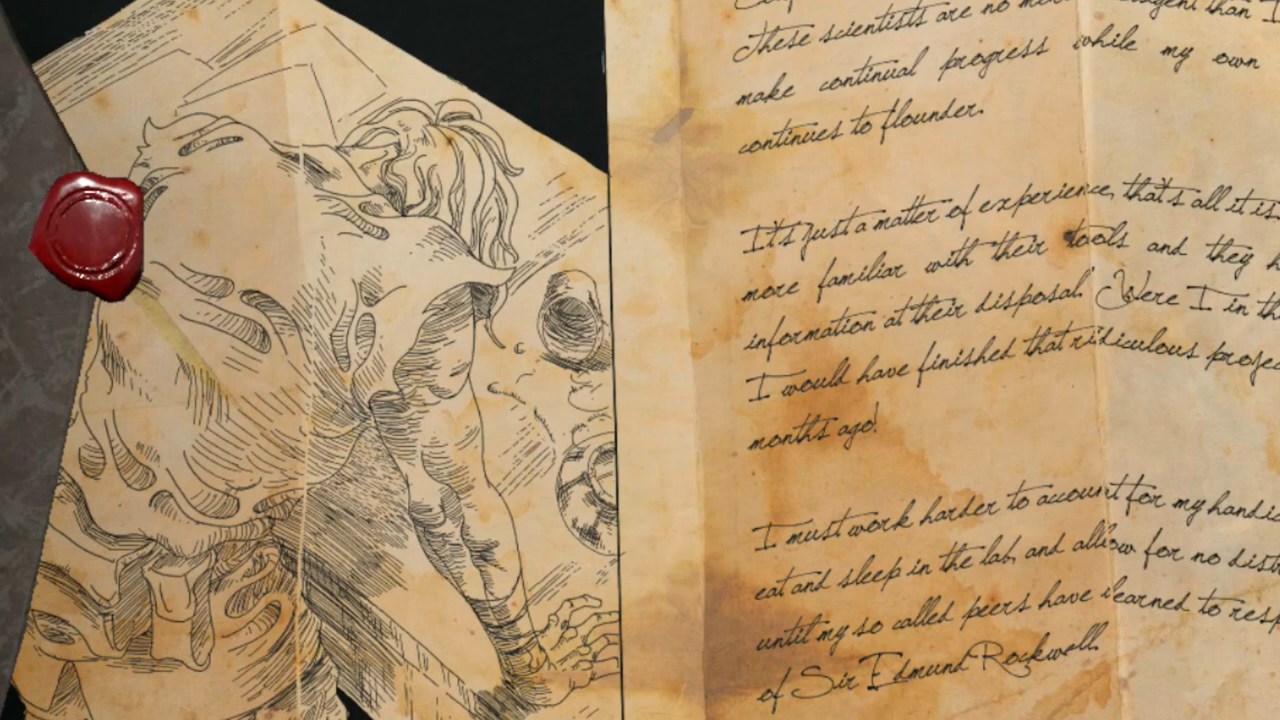 These scientists are no than I
make continual progress while my own
continues to flounder.
It's just a matter of experience, that's all it is
more familiar with their tools and they
information at their disposal! Were I in
I would have finished that ridiculous
months ago!
I must work harder to account for my
eat and sleep in the lab, and allow for no
until my so called peers have learned to
of Sir Edmund Rockwell.